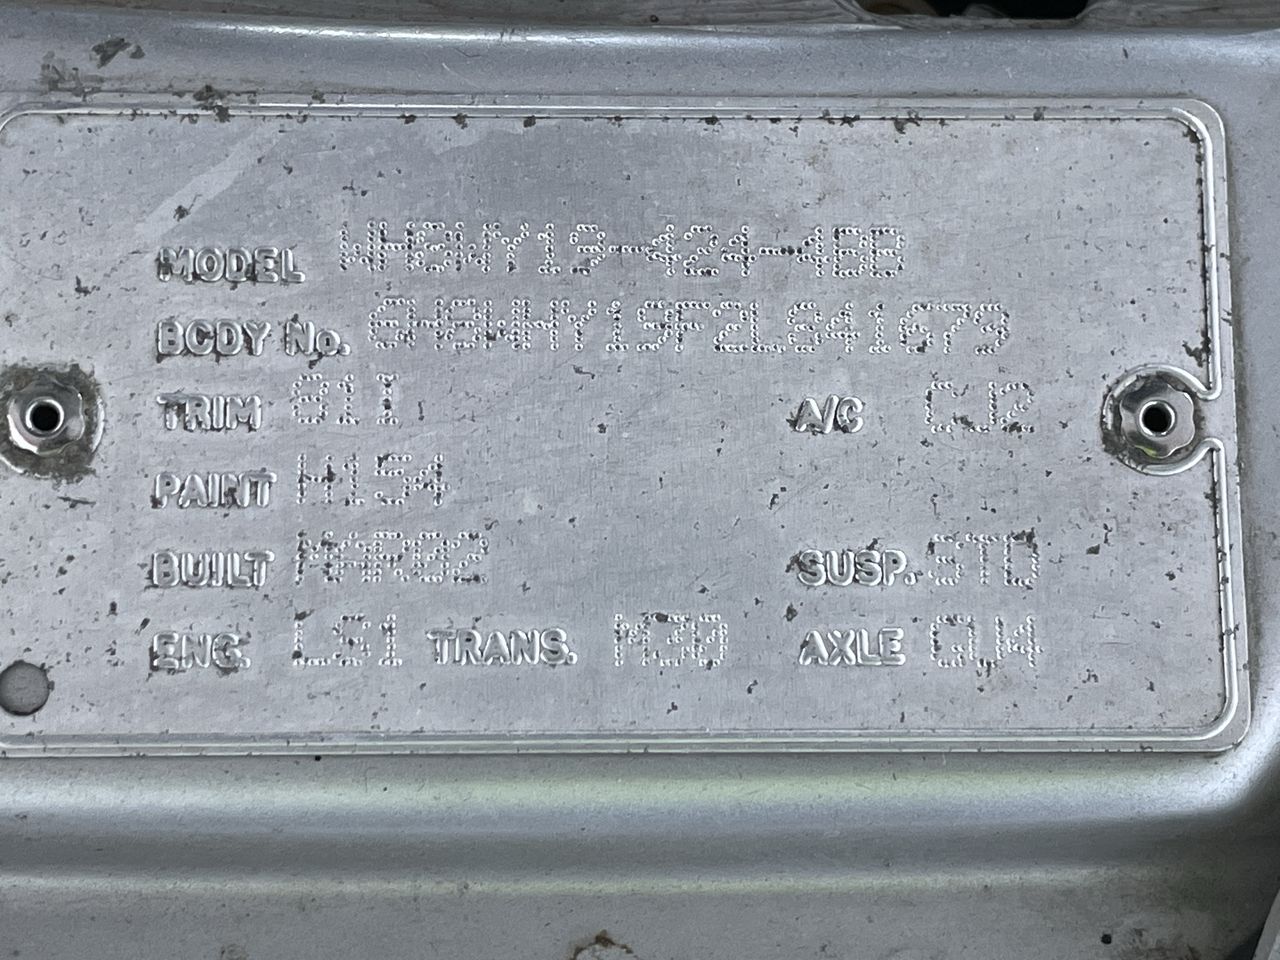 MODEL WH8WY19-424-4BB
BODY No. 6H8WHY19F2L841679
TRIM 81I A/C CJ2
PAINT H154
BUILT MAR02 SUSP. STD
ENG. LS1 TRANS. M30 AXLE GU4